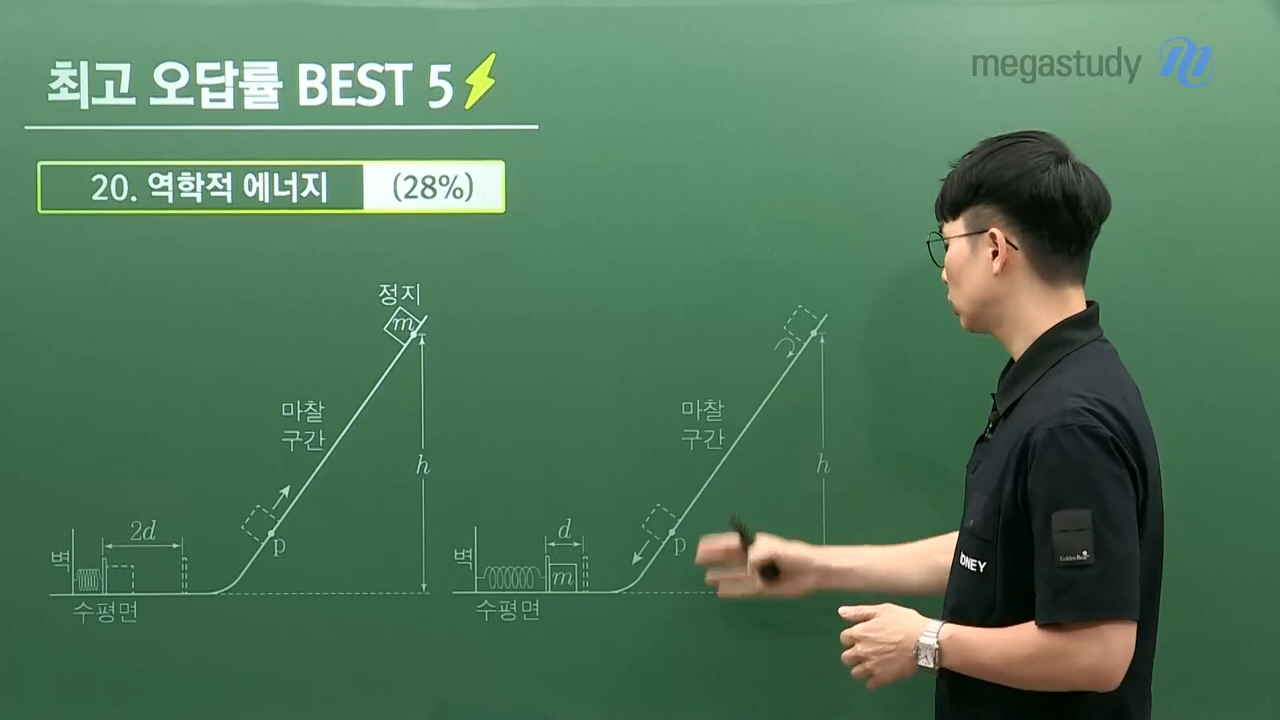 최고 오답률 BEST 5
megastudy
20. 역학적 에너지 (28%)
정지
m
마찰
구간
h
2d
벽
p
수평면
마찰
구간
h
d
벽
m
p
수평면
ONEY